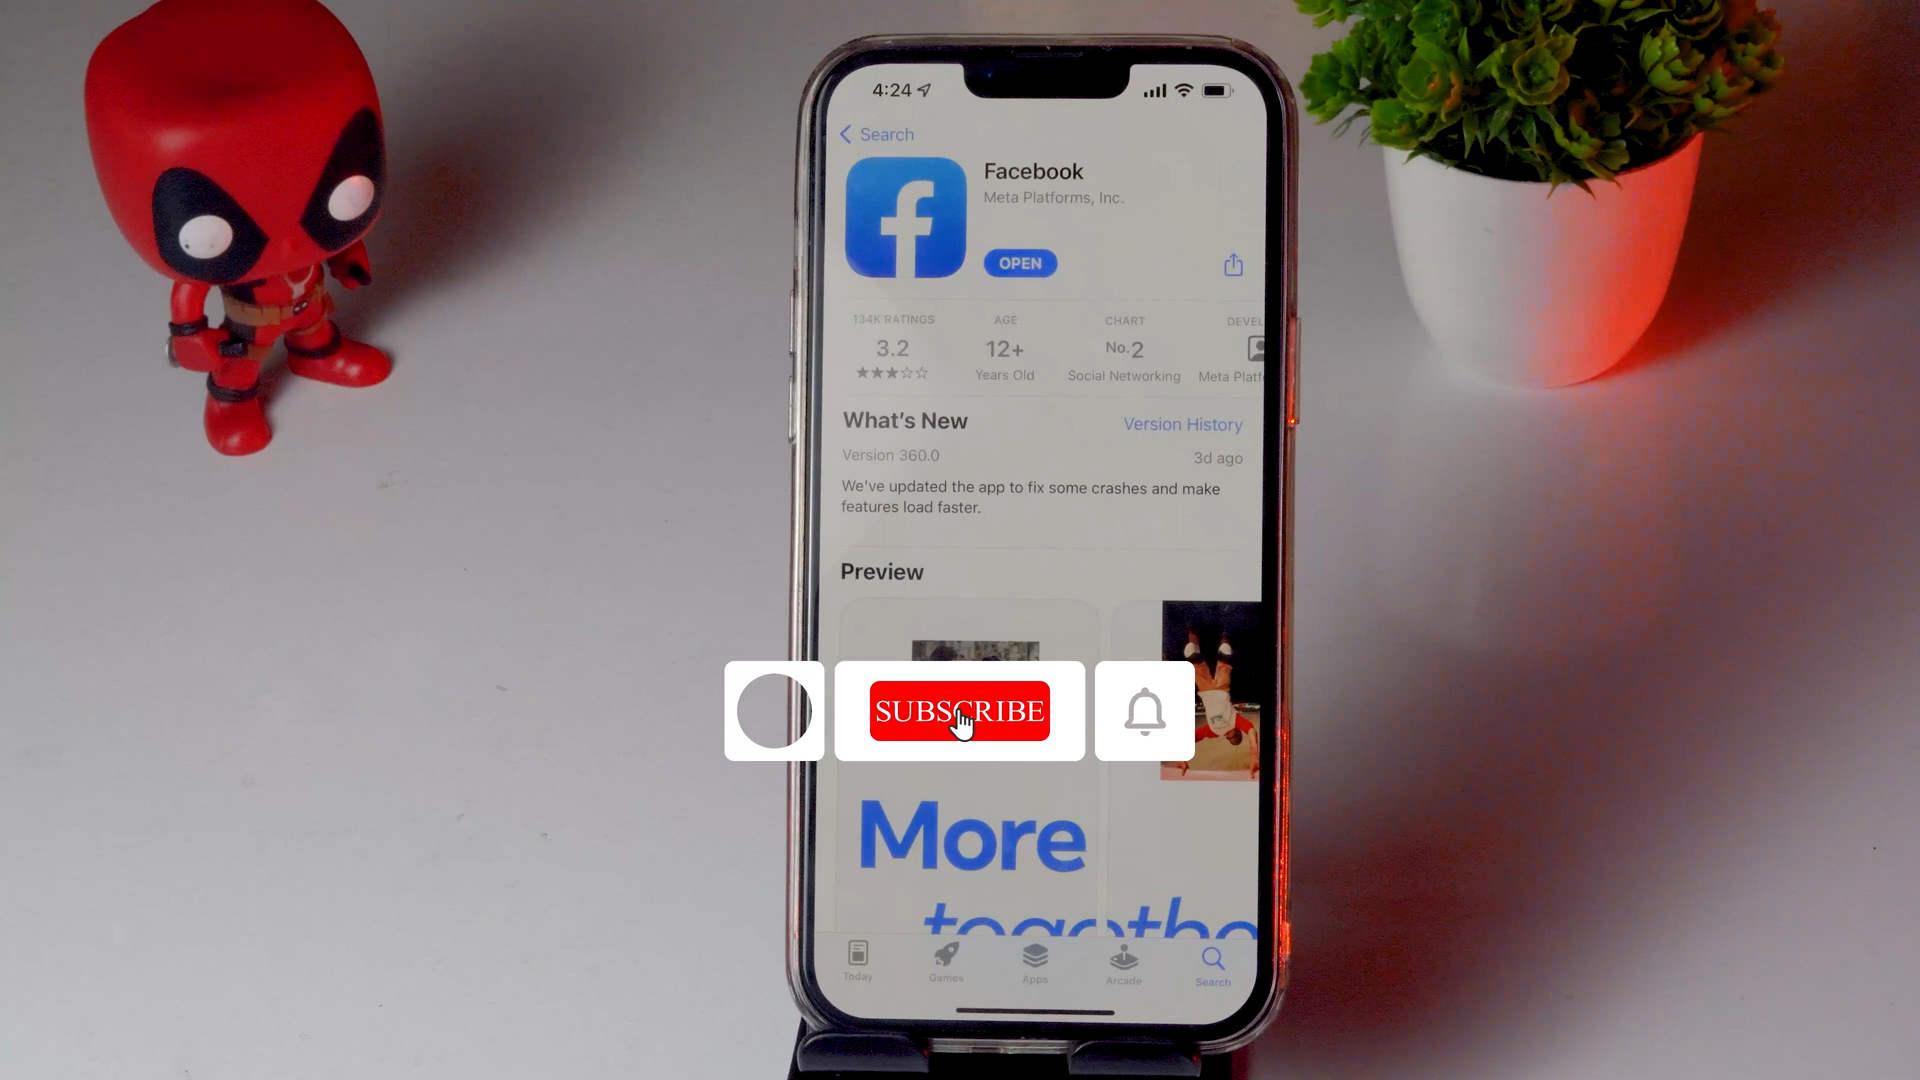 4:24
Search
Facebook
Meta Platforms, Inc.
OPEN
134K RATINGS
3.2
AGE
12+
Years Old
CHART
No.2
Social Networking
DEVEL
Meta Platf
What's New
Version History
Version 360.0
3d ago
We've updated the app to fix some crashes and make
features load faster.
Preview
SUBSCRIBE
More
togethe
Today
Games
Apps
Arcade
Search